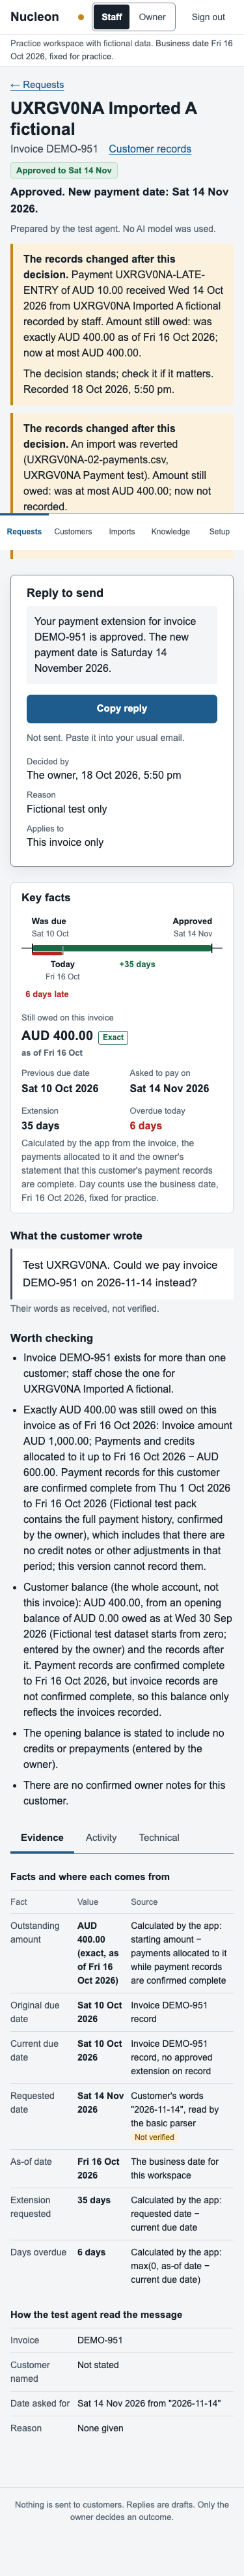 Nucleon
Staff
Owner
Sign out
Practice workspace with fictional data. Business date Fri 16
Oct 2026, fixed for practice.
← Requests
UXRGV0NA Imported A
fictional
Invoice DEMO-951
Customer records
Approved to Sat 14 Nov
Approved. New payment date: Sat 14 Nov
2026.
Prepared by the test agent. No AI model was used.
The records changed after this
decision. Payment UXRGV0NA-LATE-
ENTRY of AUD 10.00 received Wed 14 Oct
2026 from UXRGV0NA Imported A fictional
recorded by staff. Amount still owed: was
exactly AUD 400.00 as of Fri 16 Oct 2026;
now at most AUD 400.00.
The decision stands; check it if it matters.
Recorded 18 Oct 2026, 5:50 pm.
The records changed after this
decision. An import was reverted
(UXRGV0NA-02-payments.csv,
UXRGV0NA Payment test). Amount still
owed: was at most AUD 400.00; now not
recorded.
Requests
Customers
Imports
Knowledge
Setup
Reply to send
Your payment extension for invoice
DEMO-951 is approved. The new
payment date is Saturday 14
November 2026.
Copy reply
Not sent. Paste it into your usual email.
Decided by
The owner, 18 Oct 2026, 5:50 pm
Reason
Fictional test only
Applies to
This invoice only
Key facts
Was due
Approved
Sat 10 Oct
Sat 14 Nov
Today
+35 days
Fri 16 Oct
6 days late
Still owed on this invoice
AUD 400.00
Exact
as of Fri 16 Oct
Previous due date
Asked to pay on
Sat 10 Oct 2026
Sat 14 Nov 2026
Extension
Overdue today
35 days
6 days
Calculated by the app from the invoice, the
payments allocated to it and the owner's
statement that this customer's payment records
are complete. Day counts use the business date,
Fri 16 Oct 2026, fixed for practice.
What the customer wrote
Test UXRGV0NA. Could we pay invoice
DEMO-951 on 2026-11-14 instead?
Their words as received, not verified.
Worth checking
• Invoice DEMO-951 exists for more than one
customer; staff chose the one for
UXRGV0NA Imported A fictional.
• Exactly AUD 400.00 was still owed on this
invoice as of Fri 16 Oct 2026: Invoice amount
AUD 1,000.00; Payments and credits
allocated to it up to Fri 16 Oct 2026 − AUD
600.00. Payment records for this customer
are confirmed complete from Thu 1 Oct 2026
to Fri 16 Oct 2026 (Fictional test pack
contains the full payment history, confirmed
by the owner), which includes that there are
no credit notes or other adjustments in that
period; this version cannot record them.
• Customer balance (the whole account, not
this invoice): AUD 400.00, from an opening
balance of AUD 0.00 owed as at Wed 30 Sep
2026 (Fictional test dataset starts from zero;
entered by the owner) and the records after
it. Payment records are confirmed complete
to Fri 16 Oct 2026, but invoice records are
not confirmed complete, so this balance only
reflects the invoices recorded.
• The opening balance is stated to include no
credits or prepayments (entered by the
owner).
• There are no confirmed owner notes for this
customer.
Evidence
Activity
Technical
Facts and where each comes from
Fact
Value
Source
Outstanding
amount
AUD
400.00
(exact, as
of Fri 16
Oct 2026)
Calculated by the app:
starting amount −
payments allocated to it
while payment records
are confirmed complete
Original due
date
Sat 10 Oct
2026
Invoice DEMO-951
record
Current due
date
Sat 10 Oct
2026
Invoice DEMO-951
record, no approved
extension on record
Requested
date
Sat 14 Nov
2026
Customer's words
"2026-11-14", read by
the basic parser
Not verified
As-of date
Fri 16 Oct
2026
The business date for
this workspace
Extension
requested
35 days
Calculated by the app:
requested date −
current due date
Days overdue
6 days
Calculated by the app:
max(0, as-of date −
current due date)
How the test agent read the message
Invoice
DEMO-951
Customer
named
Not stated
Date asked for
Sat 14 Nov 2026 from "2026-11-14"
Reason
None given
Nothing is sent to customers. Replies are drafts. Only the
owner decides an outcome.